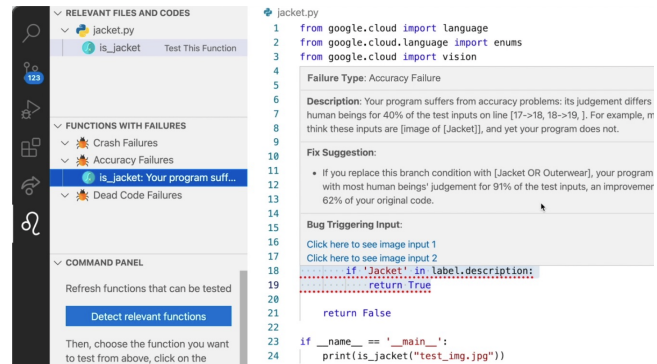 RELEVANT FILES AND CODES
jacket.py
is_jacket Test This Function
123
FUNCTIONS WITH FAILURES
Crash Failures
Accuracy Failures
is_jacket: Your program suff...
Dead Code Failures
COMMAND PANEL
Refresh functions that can be tested
Detect relevant functions
Then, choose the function you want
to test from above, click on the
jacket.py
1 from google.cloud import language
2 from google.cloud.language import enums
3 from google.cloud import vision
4
5 Failure Type: Accuracy Failure
6 Description: Your program suffers from accuracy problems: its judgement differs
7 human beings for 40% of the test inputs on line [17->18, 18->19, ]. For example, m
8 think these inputs are [image of [Jacket]], and yet your program does not.
9
10 Fix Suggestion:
11 • If you replace this branch condition with [Jacket OR Outerwear], your program
12 with most human beings' judgement for 91% of the test inputs, an improvemen
13 62% of your original code.
14
15 Bug Triggering Input:
16 Click here to see image input 1
17 Click here to see image input 2
18 if 'Jacket' in label.description:
19 return True
20
21 return False
22
23 if __name__ == '__main__':
24 print(is_jacket("test_img.jpg"))